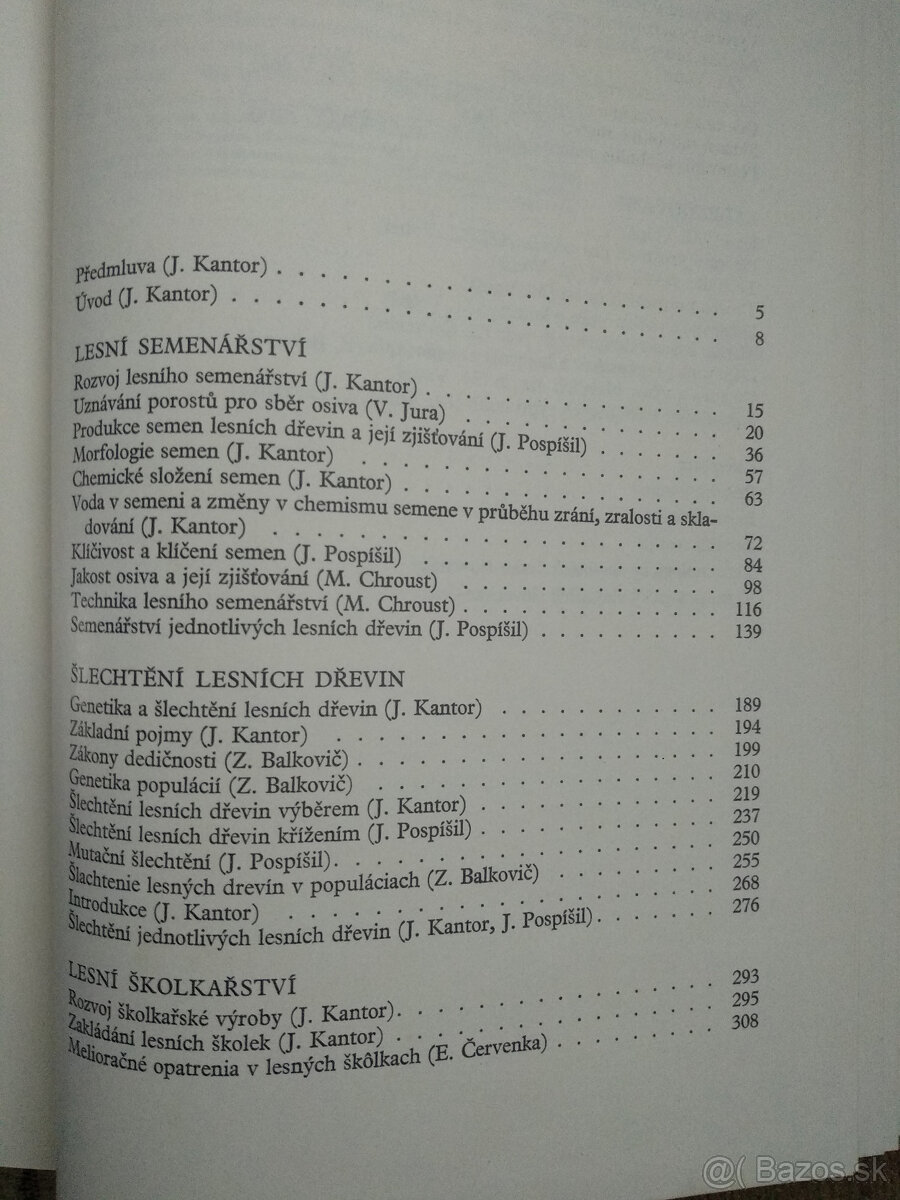 Předmluva (J. Kantor) . . . . . . . . . . . . . . . . . . . . 5
Úvod (J. Kantor) . . . . . . . . . . . . . . . . . . . . . . 8
LESNÍ SEMENÁŘSTVÍ
Rozvoj lesního semenářství (J. Kantor) . . . . . . . . . . . . . 15
Uznávání porostů pro sběr osiva (V. Jura) . . . . . . . . . . . . 20
Produkce semen lesních dřevin a její zjišťování (J. Pospíšil) . . . . . . 36
Morfologie semen (J. Kantor) . . . . . . . . . . . . . . . . 57
Chemické složení semen (J. Kantor) . . . . . . . . . . . . . . 63
Voda v semeni a změny v chemismu semene v průběhu zrání, zralosti a skla-
dování (J. Kantor) . . . . . . . . . . . . . . . . . . . . 72
Klíčivost a klíčení semen (J. Pospíšil) . . . . . . . . . . . . . 84
Jakost osiva a její zjišťování (M. Chroust) . . . . . . . . . . . . 98
Technika lesního semenářství (M. Chroust) . . . . . . . . . . . . 116
Semenářství jednotlivých lesních dřevin (J. Pospíšil) . . . . . . . . . 139
ŠLECHTĚNÍ LESNÍCH DŘEVIN
Genetika a šlechtění lesních dřevin (J. Kantor) . . . . . . . . . . . 189
Základní pojmy (J. Kantor) . . . . . . . . . . . . . . . . . 194
Zákony dedičnosti (Z. Balkovič) . . . . . . . . . . . . . . . . 199
Genetika populácií (Z. Balkovič) . . . . . . . . . . . . . . . 210
Šlechtění lesních dřevin výběrem (J. Kantor) . . . . . . . . . . . . 219
Šlechtění lesních dřevin křížením (J. Pospíšil) . . . . . . . . . . . 237
Mutační šlechtění (J. Pospíšil) . . . . . . . . . . . . . . . . . 250
Šlachtenie lesných drevín v populáciach (Z. Balkovič) . . . . . . . . 255
Introdukce (J. Kantor) . . . . . . . . . . . . . . . . . . . 268
Šlechtění jednotlivých lesních dřevin (J. Kantor, J. Pospíšil) . . . . . . 276
LESNÍ ŠKOLKAŘSTVÍ
Rozvoj školkařské výroby (J. Kantor) . . . . . . . . . . . . . . 293
Zakládání lesních školek (J. Kantor) . . . . . . . . . . . . . . . 295
Melioračné opatrenia v lesných škôlkach (E. Červenka) . . . . . . . . 308
@( Bazos.sk